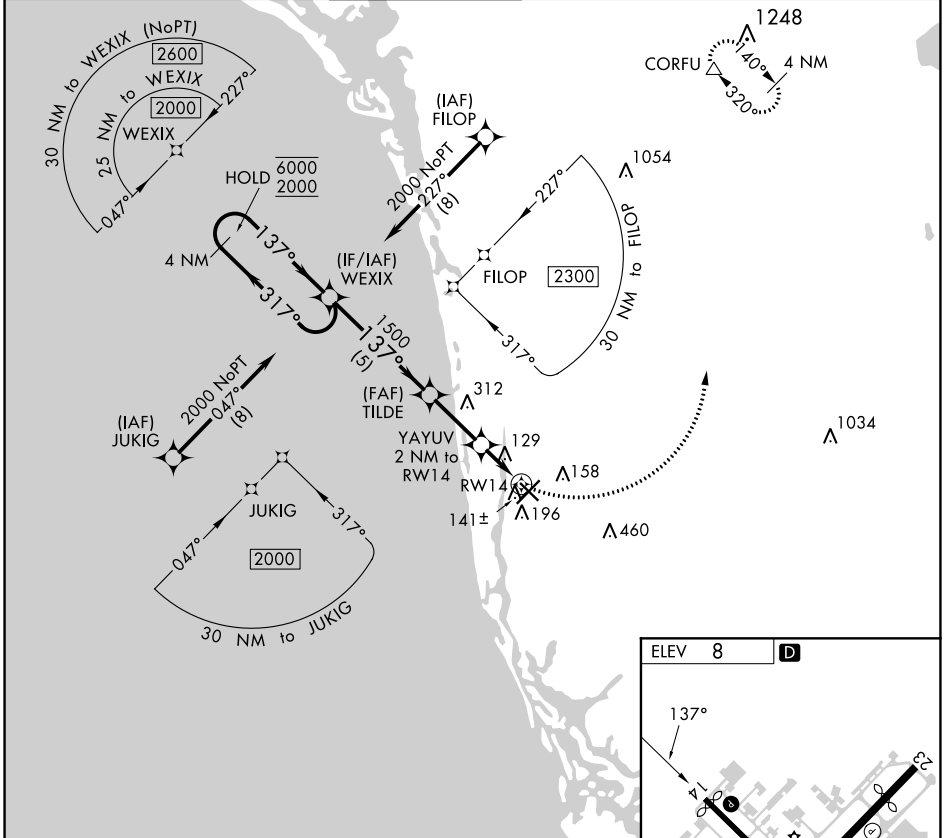 30 NM to WEXIX (NoPT)
2600
25 NM to WEXIX
2000
227°
WEXIX
047°
1248
CORFU
140°
4 NM
320°
(IAF)
FILOP
2000 NoPT
227°
(8)
1054
HOLD
6000
2000
137°
4 NM
317°
(IF/IAF)
WEXIX
227°
FILOP
2300
317°
30 NM to FILOP
1500
137°
(5)
2000 NoPT
047°
(8)
(IAF)
JUKIG
(FAF)
TILDE
312
YAYUV
2 NM to
RW14
129
1034
RW14
158
141±
196
460
JUKIG
047°
317°
2000
30 NM to JUKIG
ELEV 8
D
137°
14
P
23
P